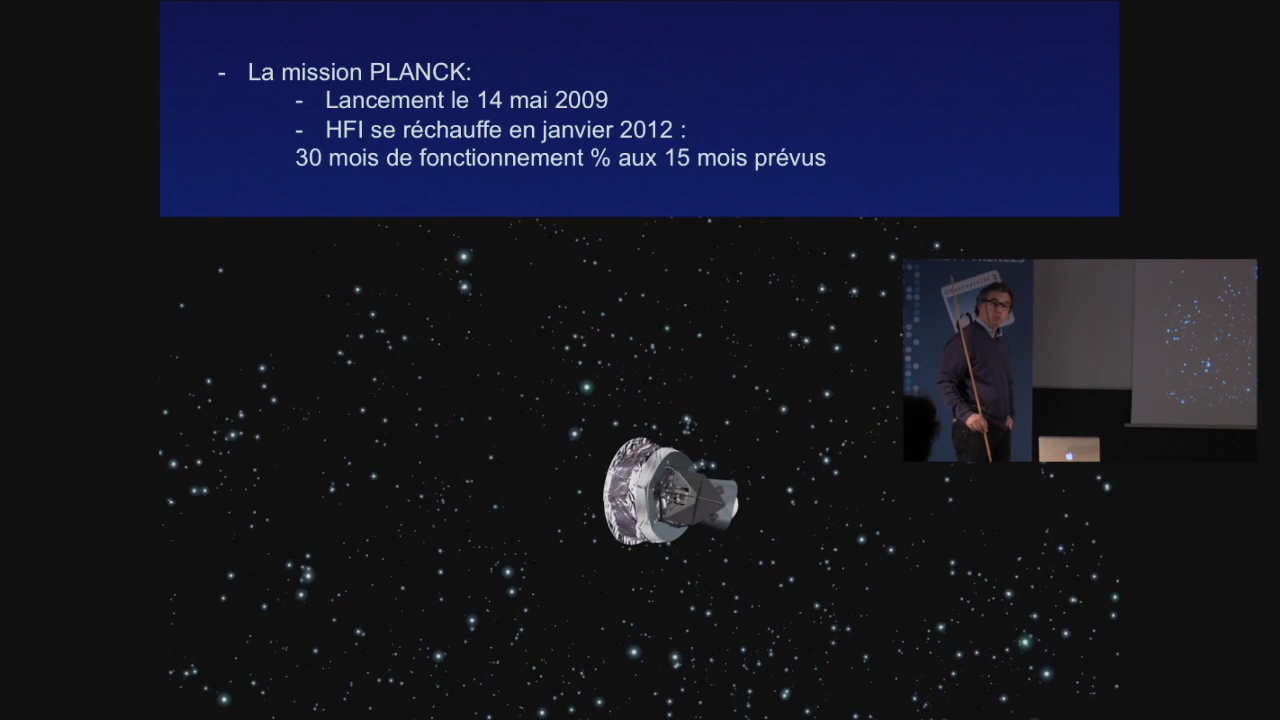 - La mission PLANCK:
- Lancement le 14 mai 2009
- HFI se réchauffe en janvier 2012 :
30 mois de fonctionnement % aux 15 mois prévus